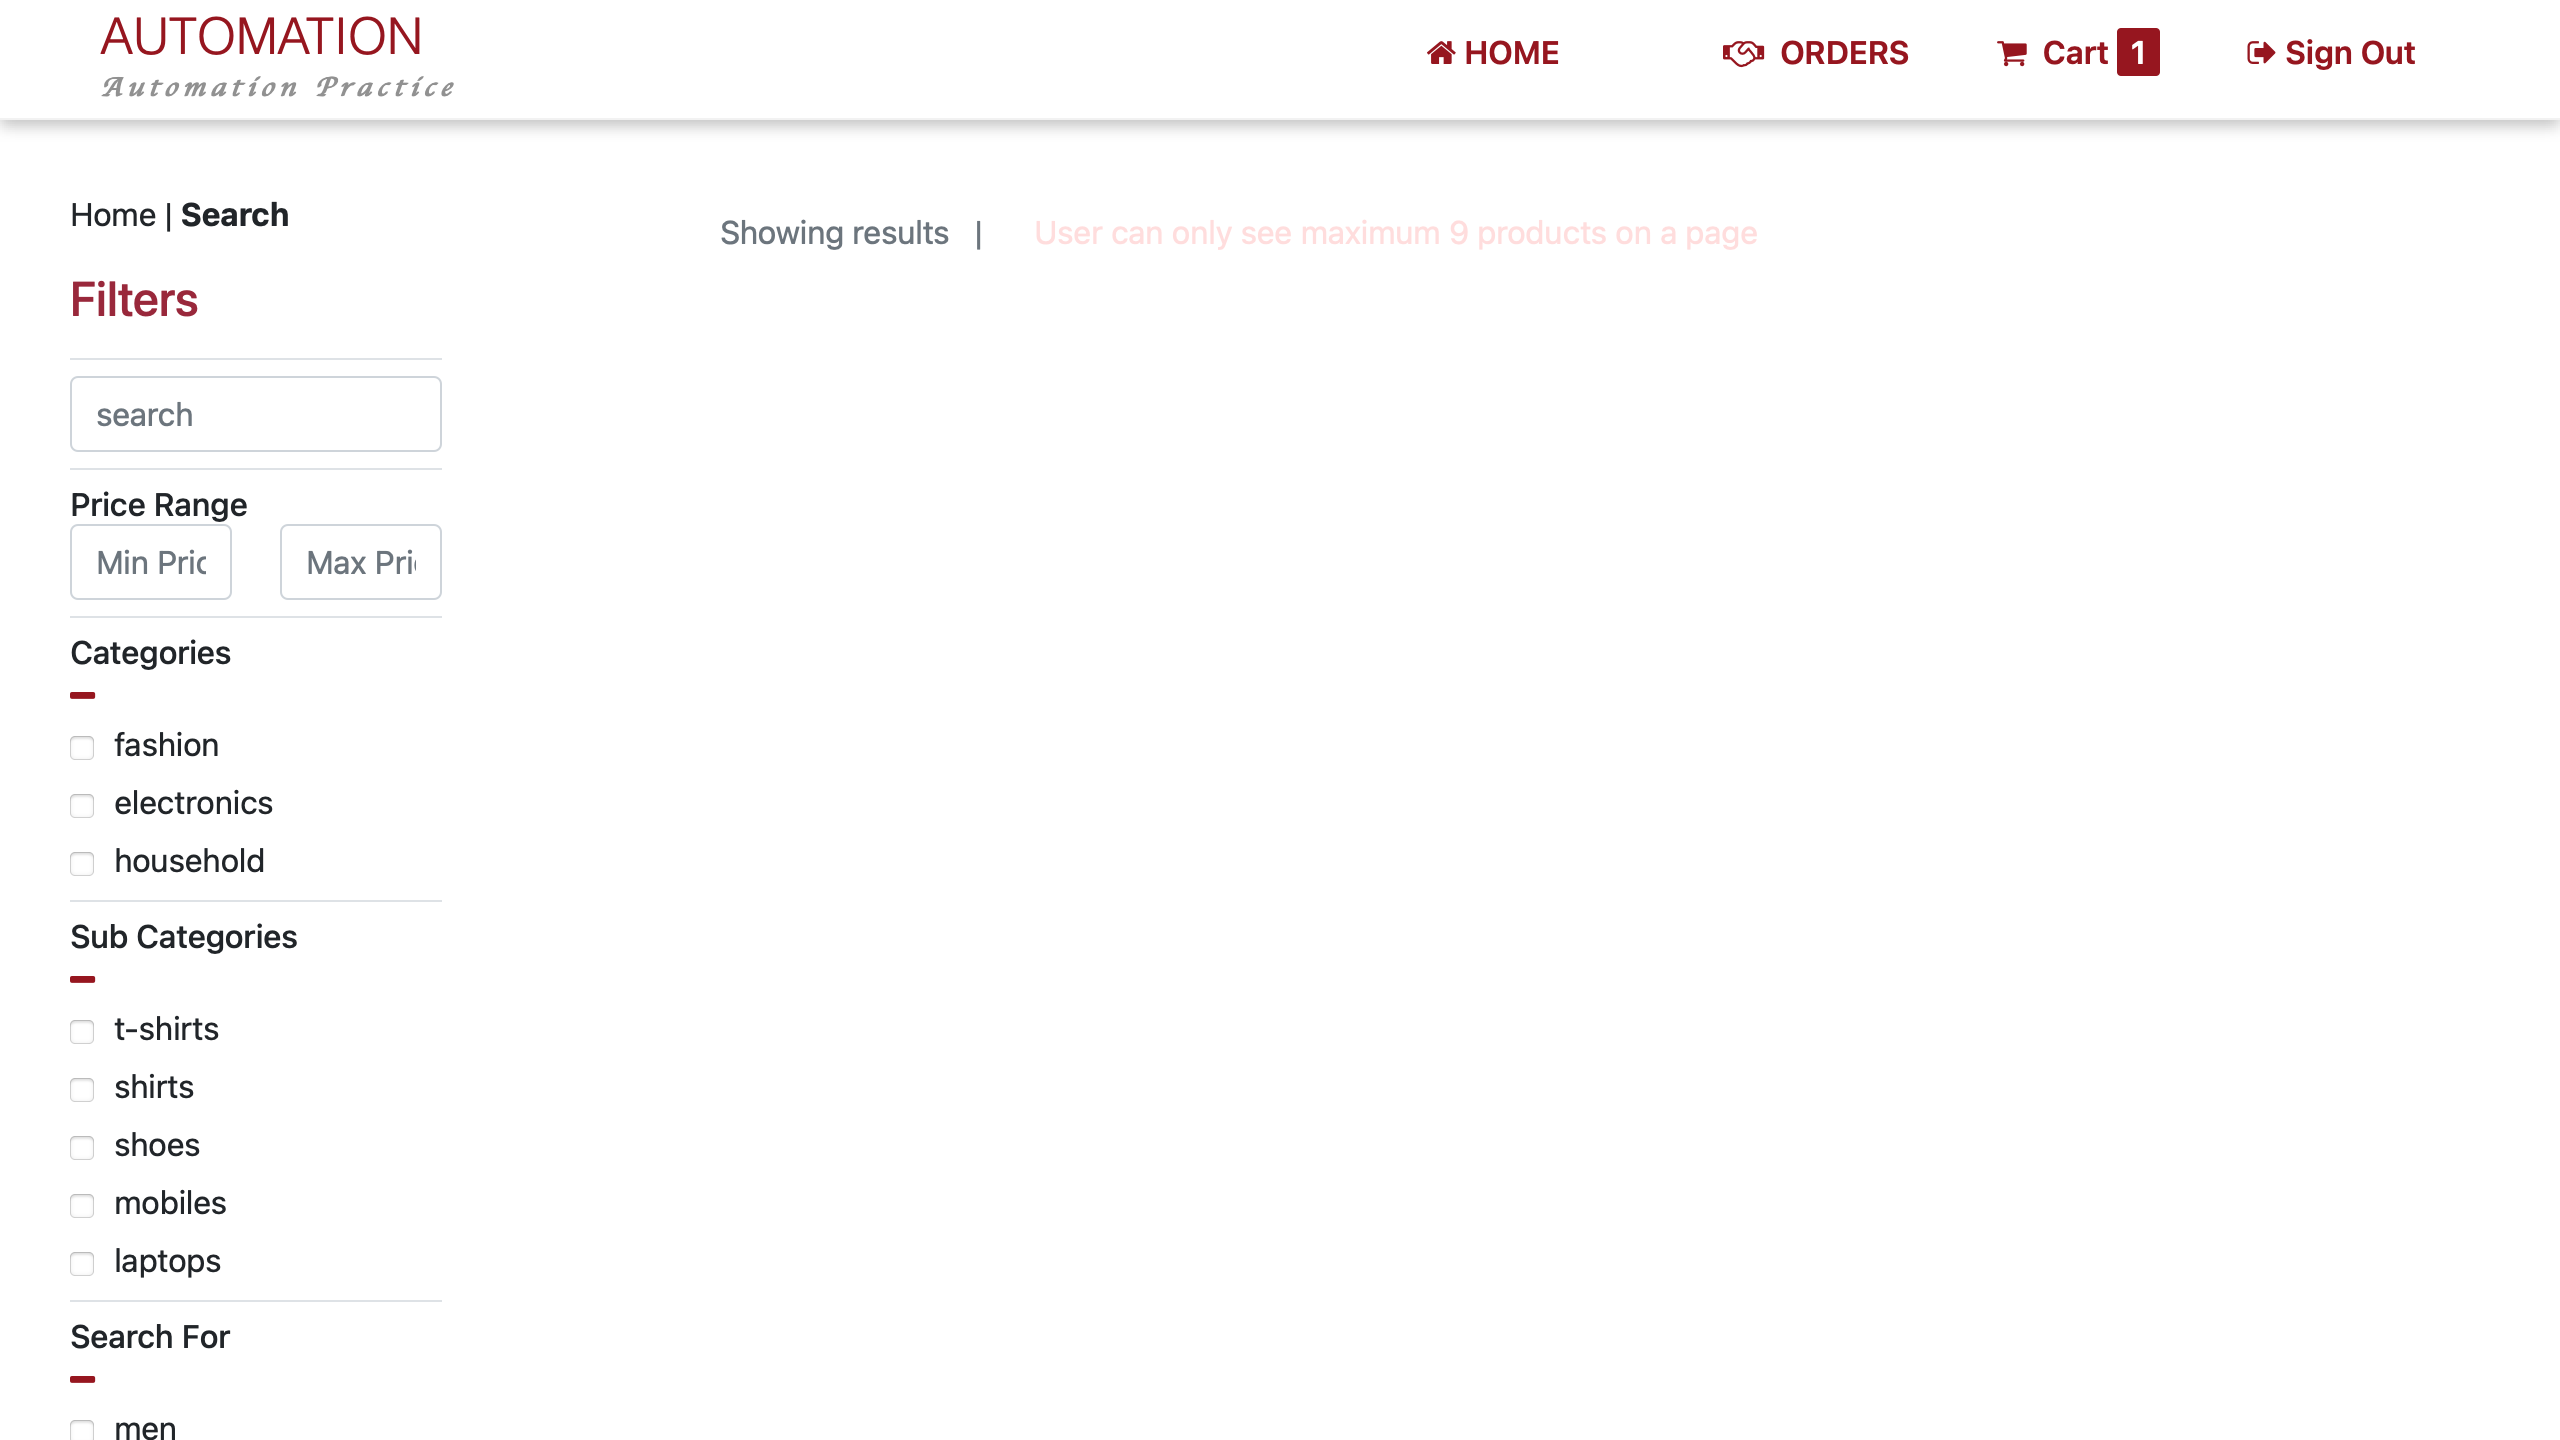 AUTOMATION
Automation Practice
HOME
ORDERS
Cart 1
Sign Out
Home | Search
Showing results |
User can only see maximum 9 products on a page
Filters
search
Price Range
Min Pric
Max Pri
Categories
fashion
electronics
household
Sub Categories
t-shirts
shirts
shoes
mobiles
laptops
Search For
men